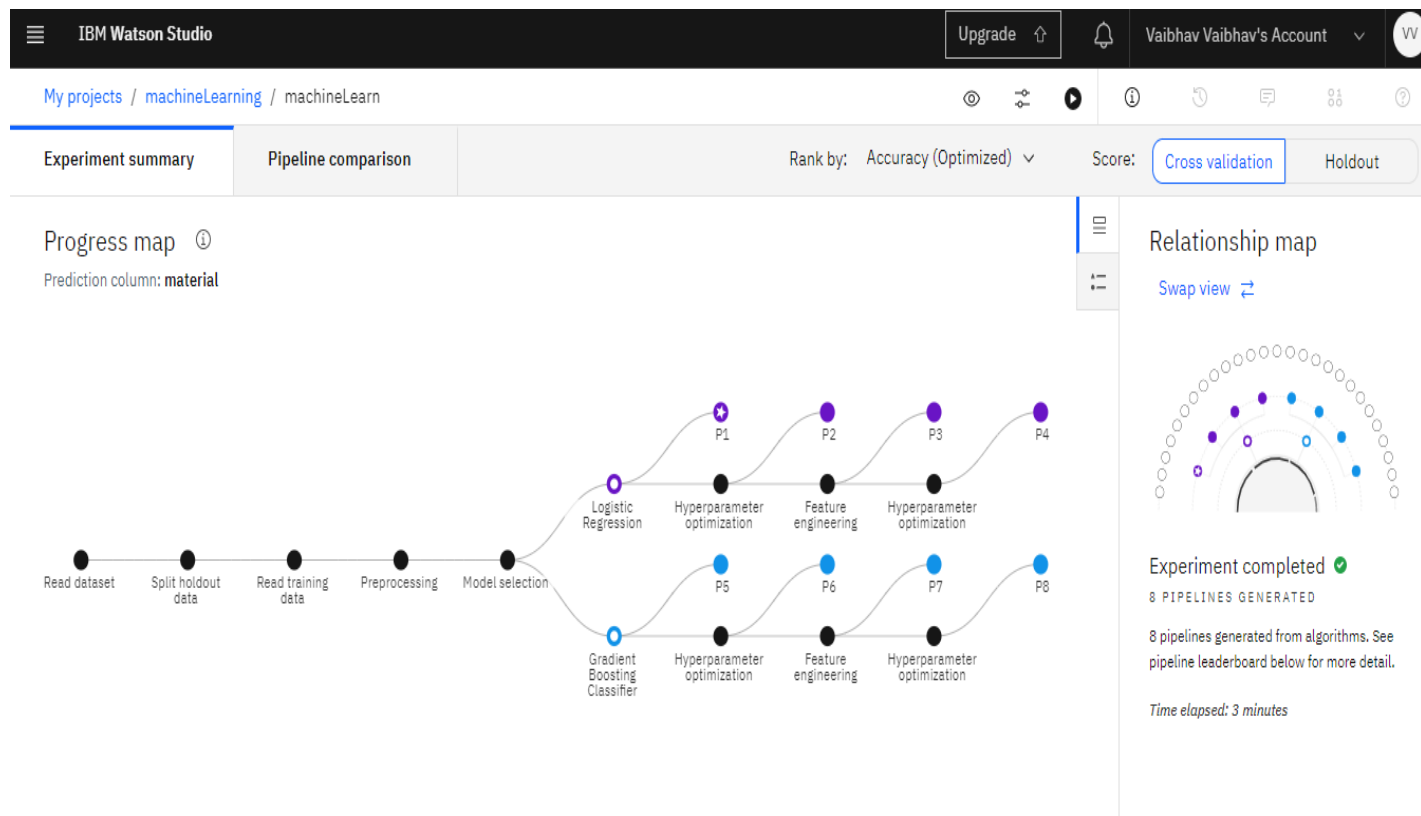 IBM Watson Studio
Upgrade
Vaibhav Vaibhav's Account
VV
My projects / machineLearning / machineLearn
Experiment summary
Pipeline comparison
Rank by: Accuracy (Optimized)
Score:
Cross validation
Holdout
Progress map
Prediction column: material
Relationship map
Swap view
P1
P2
P3
P4
Logistic
Regression
Hyperparameter
optimization
Feature
engineering
Hyperparameter
optimization
Read dataset
Split holdout
data
Read training
data
Preprocessing
Model selection
P5
P6
P7
P8
Gradient
Boosting
Classifier
Hyperparameter
optimization
Feature
engineering
Hyperparameter
optimization
Experiment completed
8 PIPELINES GENERATED
8 pipelines generated from algorithms. See
pipeline leaderboard below for more detail.
Time elapsed: 3 minutes